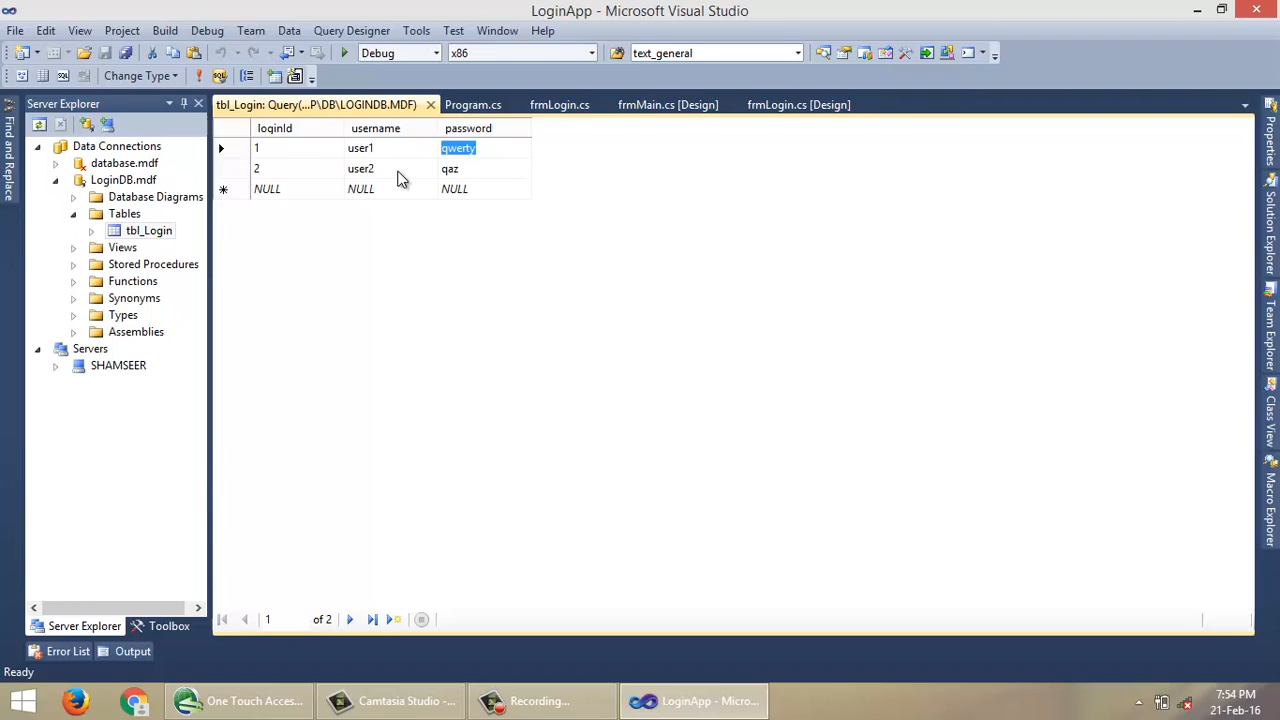 LoginApp - Microsoft Visual Studio
File Edit View Project Build Debug Team Data Query Designer Tools Test Window Help
Debug x86 text_general
Change Type
Server Explorer
tbl_Login: Query(...P\DB\LOGINDB.MDF) Program.cs frmLogin.cs frmMain.cs [Design] frmLogin.cs [Design]
Find and Replace
Data Connections
database.mdf
LoginDB.mdf
Database Diagrams
Tables
tbl_Login
Views
Stored Procedures
Functions
Synonyms
Types
Assemblies
Servers
SHAMSEER
loginId username password
1 user1 qwerty
2 user2 qaz
NULL NULL NULL
Properties
Solution Explorer
Team Explorer
Class View
Macro Explorer
1 of 2
Server Explorer Toolbox
Error List Output
Ready
One Touch Acces... Camtasia Studio -... Recording... LoginApp - Micro...
7:54 PM
21-Feb-16